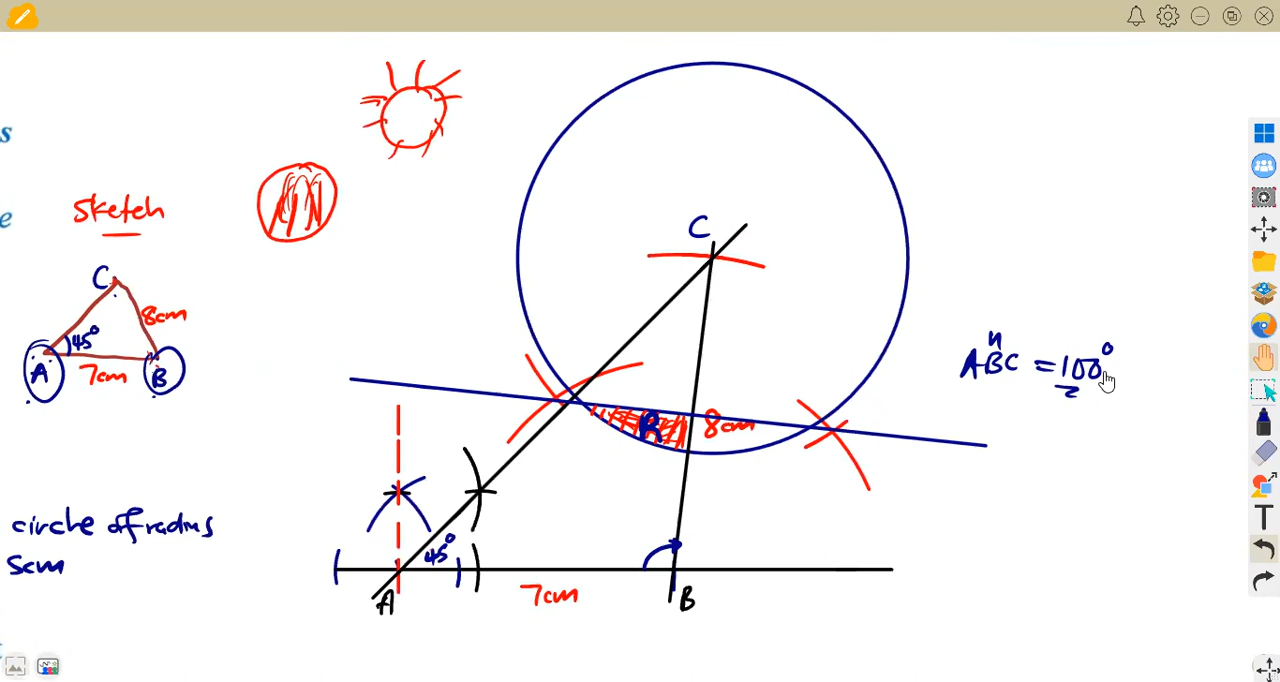 s
e
sketch
C
8cm
45°
A
7cm
B
circle of radius
5cm
C
R
8cm
45°
7cm
A
B
ABC = 100°
T